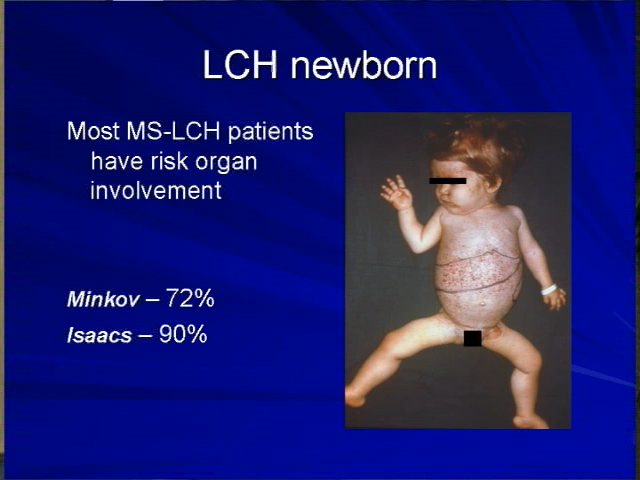 LCH newborn
Most MS-LCH patients
have risk organ
involvement
Minkov – 72%
Isaacs – 90%